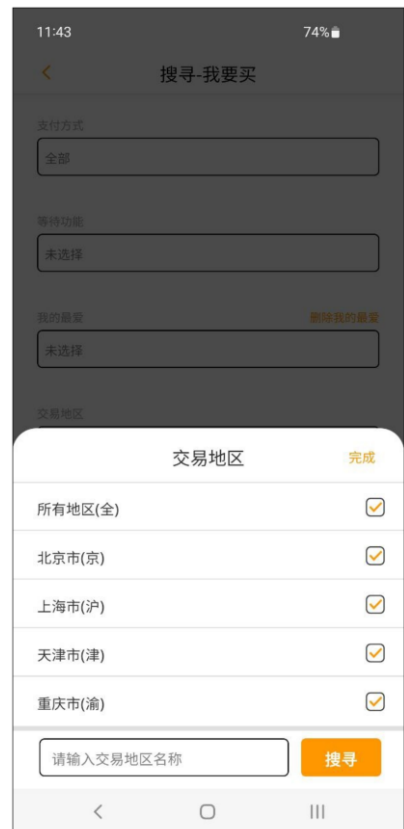 11:43 74%
搜寻-我要买
支付方式
全部
等待功能
未选择
我的最爱 删除我的最爱
未选择
交易地区
交易地区 完成
所有地区(全)
北京市(京)
上海市(沪)
天津市(津)
重庆市(渝)
请输入交易地区名称 搜寻